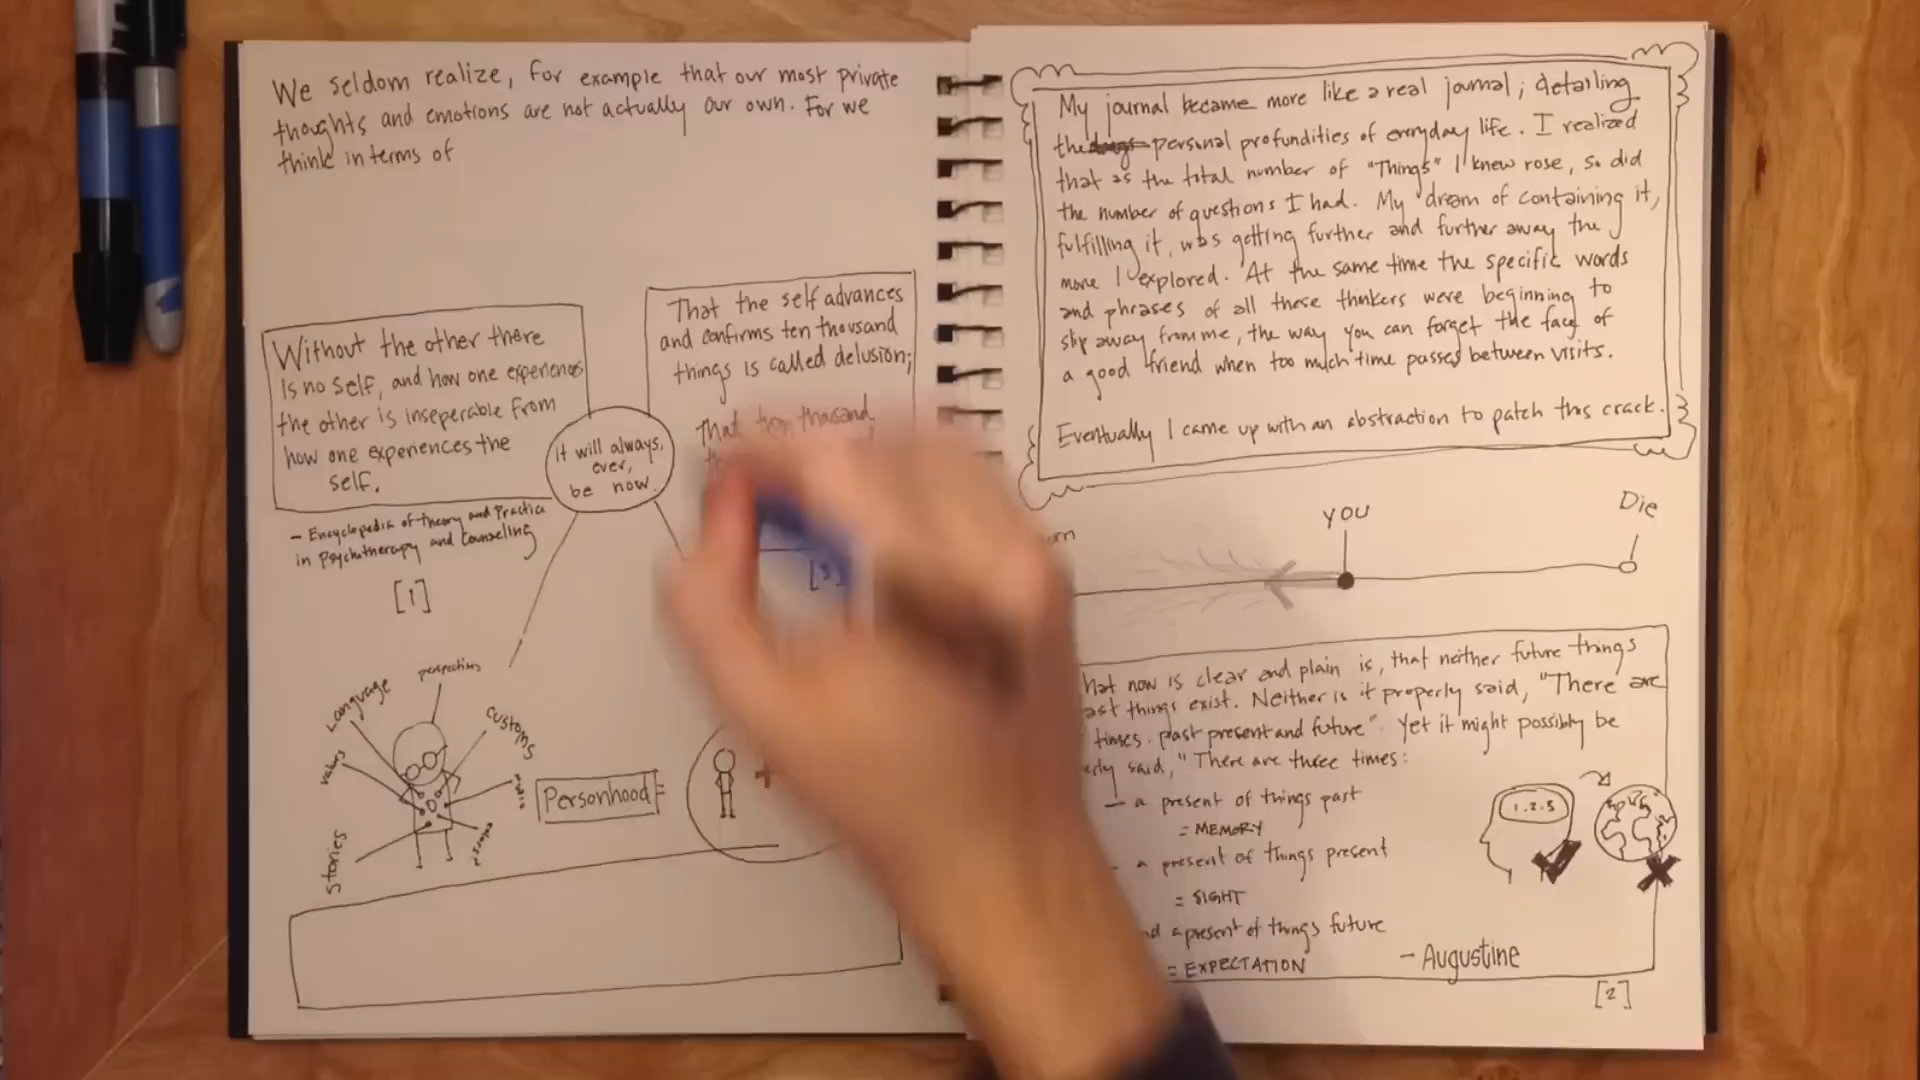 We seldom realize, for example that our most private
thoughts and emotions are not actually our own. For we
think in terms of
Without the other there
is no self, and how one experiences
the other is inseperable from
how one experiences the
self.
– Encyclopedia of Theory and Practice
in Psychotherapy and Counseling
[1]
it will always,
ever,
be now.
That the self advances
and confirms ten thousand
things is called delusion;
That ten thousand
[3]
perspectives
Language
customs
values
stories
Personhood =
+
My journal became more like a real journal; detailing
the personal profundities of everyday life. I realized
that as the total number of "Things" I knew rose, so did
the number of questions I had. My dream of containing it,
fulfilling it, was getting further and further away the
more I explored. At the same time the specific words
and phrases of all these thinkers were beginning to
slip away from me, the way you can forget the face of
a good friend when too much time passes between visits.
Eventually I came up with an abstraction to patch this crack.
you
Die
hat now is clear and plain is, that neither future things
ast things exist. Neither is it properly said, "There are
times. past present and future". Yet it might possibly be
erly said, "There are three times:
– a present of things past
= MEMORY
- a present of things present
= SIGHT
nd a present of things future
= EXPECTATION
1.2.3
– Augustine
[2]